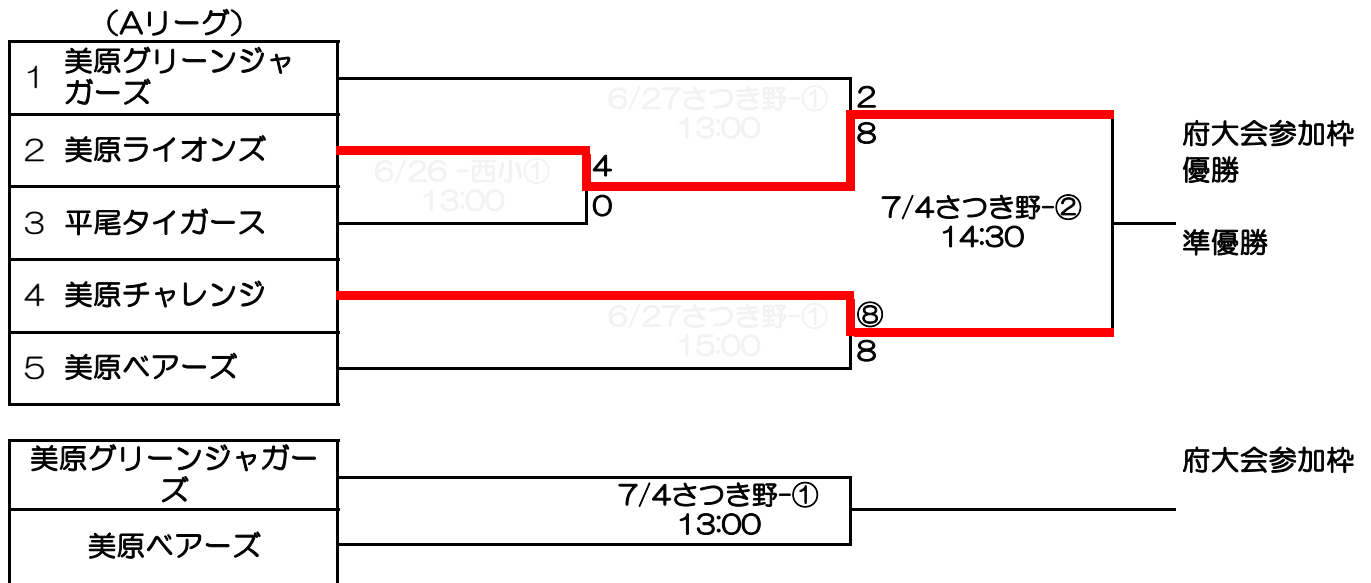 (Aリーグ)
1 美原グリーンジャ
ガーズ
6/27さつき野-①
13:00
2
8
府大会参加枠
優勝
2 美原ライオンズ
6/26 -西小①
13:00
4
0
3 平尾タイガース
7/4さつき野-②
14:30
準優勝
4 美原チャレンジ
6/27さつき野-①
15:00
⑧
8
5 美原ベアーズ
美原グリーンジャガー
ズ
7/4さつき野-①
13:00
府大会参加枠
美原ベアーズ